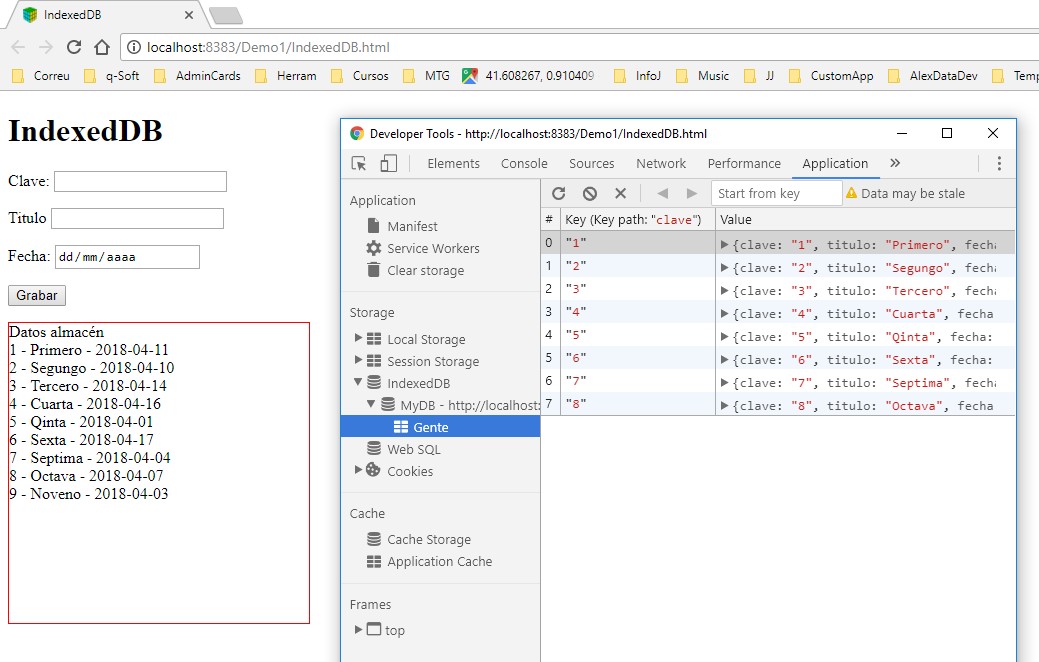 IndexedDB
localhost:8383/Demo1/IndexedDB.html
Correu q-Soft AdminCards Herram Cursos MTG 41.608267, 0.910409 InfoJ Music JJ CustomApp AlexDataDev Temp
IndexedDB
Clave:
Titulo
Fecha: dd/mm/aaaa
Grabar
Datos almacén
1 - Primero - 2018-04-11
2 - Segungo - 2018-04-10
3 - Tercero - 2018-04-14
4 - Cuarta - 2018-04-16
5 - Qinta - 2018-04-01
6 - Sexta - 2018-04-17
7 - Septima - 2018-04-04
8 - Octava - 2018-04-07
9 - Noveno - 2018-04-03
Developer Tools - http://localhost:8383/Demo1/IndexedDB.html
Elements Console Sources Network Performance Application »
Application
Manifest
Service Workers
Clear storage
Storage
Local Storage
Session Storage
IndexedDB
MyDB - http://localhost:
Gente
Web SQL
Cookies
Cache
Cache Storage
Application Cache
Frames
top
Start from key Data may be stale
# Key (Key path: "clave") Value
0 "1" {clave: "1", titulo: "Primero", fecha
1 "2" {clave: "2", titulo: "Segungo", fecha
2 "3" {clave: "3", titulo: "Tercero", fecha
3 "4" {clave: "4", titulo: "Cuarta", fecha
4 "5" {clave: "5", titulo: "Qinta", fecha:
5 "6" {clave: "6", titulo: "Sexta", fecha:
6 "7" {clave: "7", titulo: "Septima", fecha
7 "8" {clave: "8", titulo: "Octava", fecha